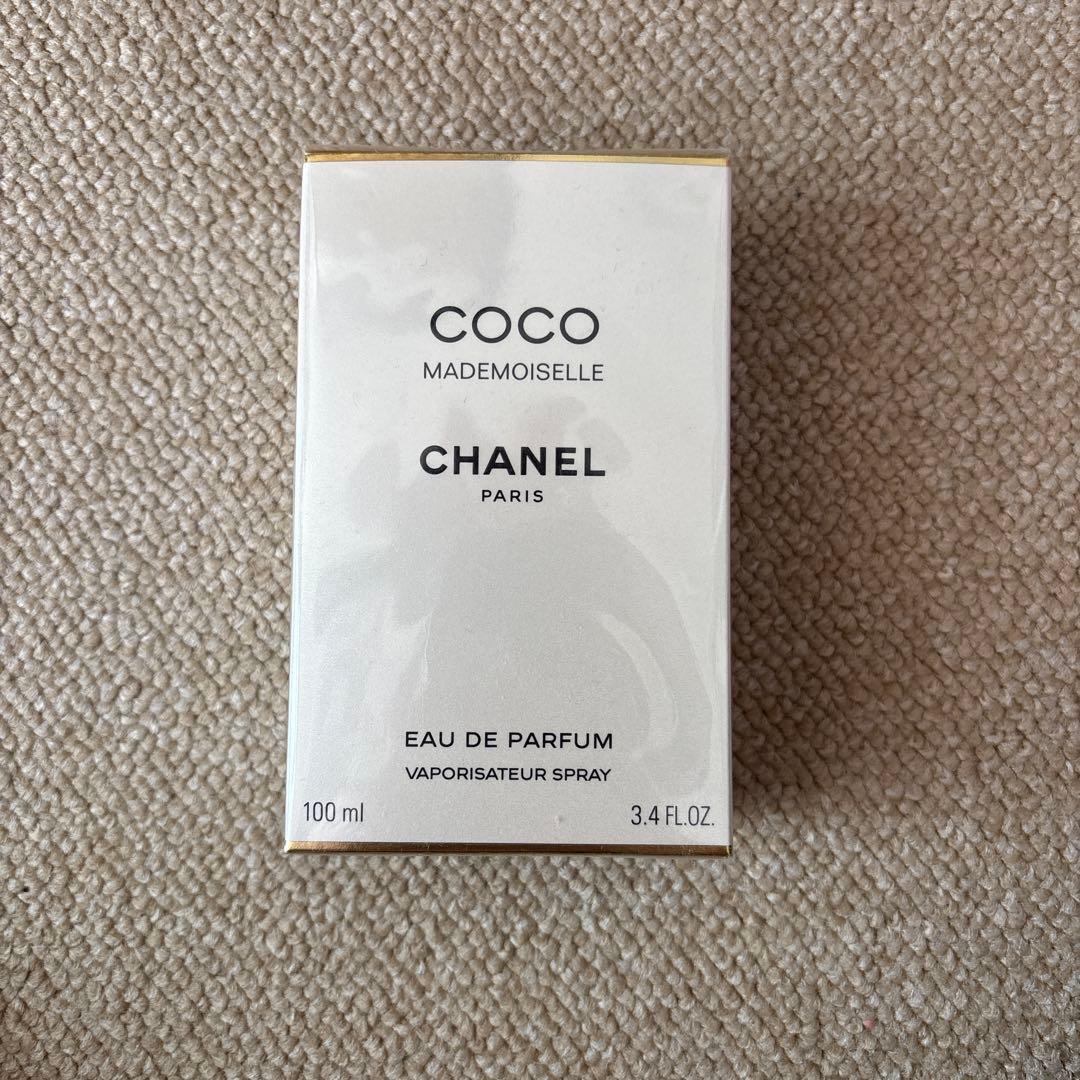 COCO
MADEMOISELLE
CHANEL
PARIS
EAU DE PARFUM
VAPORISATEUR SPRAY
100 ml 3.4 FL.OZ.